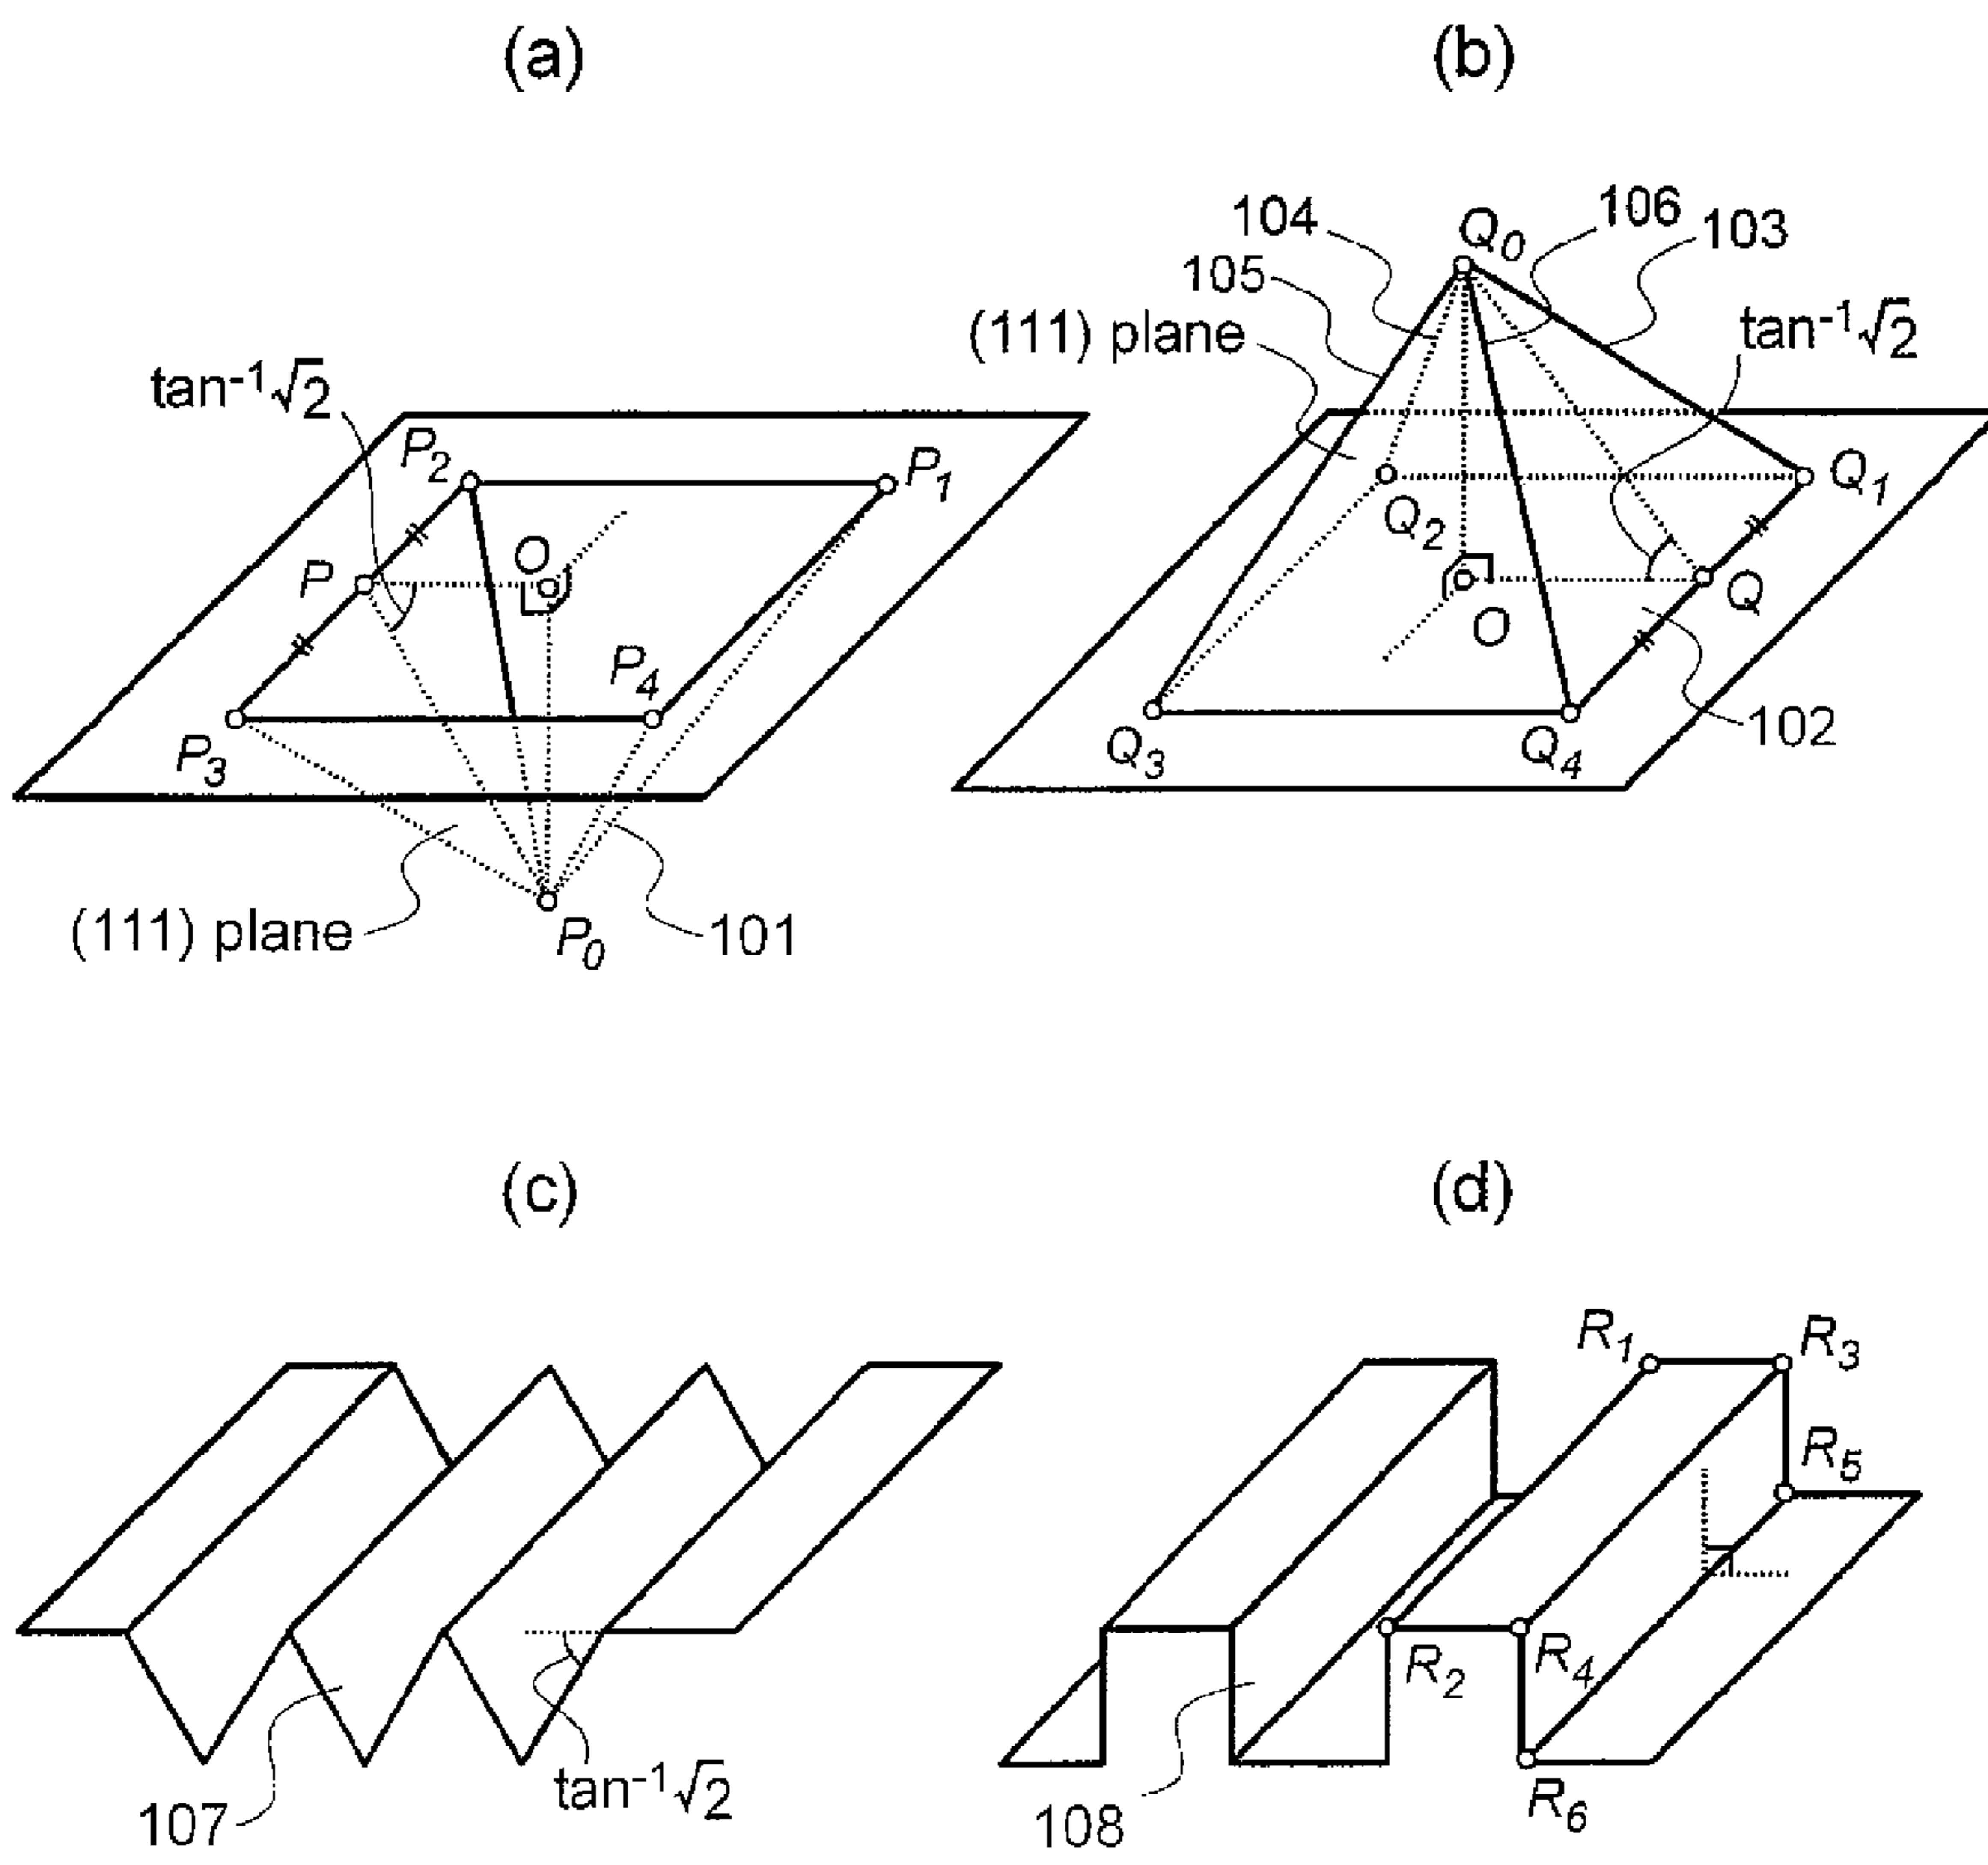 (a)
(b)
104
Q0
106
103
105
(111) plane
tan-1√2
tan-1√2
P2
P1
Q1
Q2
P
O
Q
O
P4
P3
Q3
Q4
102
(111) plane
P0
101
(c)
(d)
R1
R3
R5
R2
R4
tan-1√2
107
108
R6